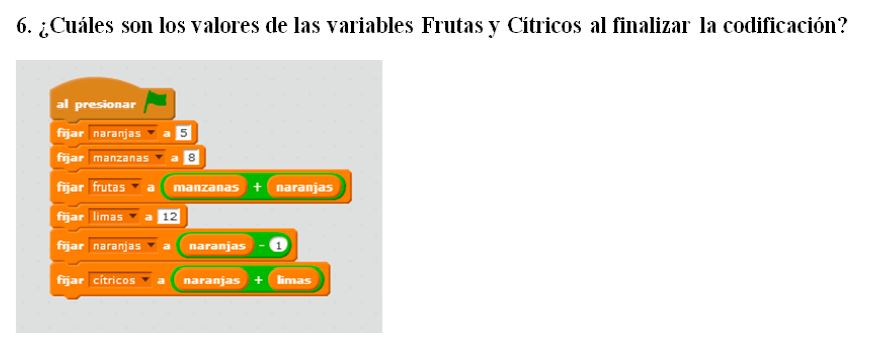 6. ¿Cuáles son los valores de las variables Frutas y Cítricos al finalizar la codificación?
al presionar
fijar naranjas a 5
fijar manzanas a 8
fijar frutas a manzanas + naranjas
fijar limas a 12
fijar naranjas a naranjas - 1
fijar cítricos a naranjas + limas